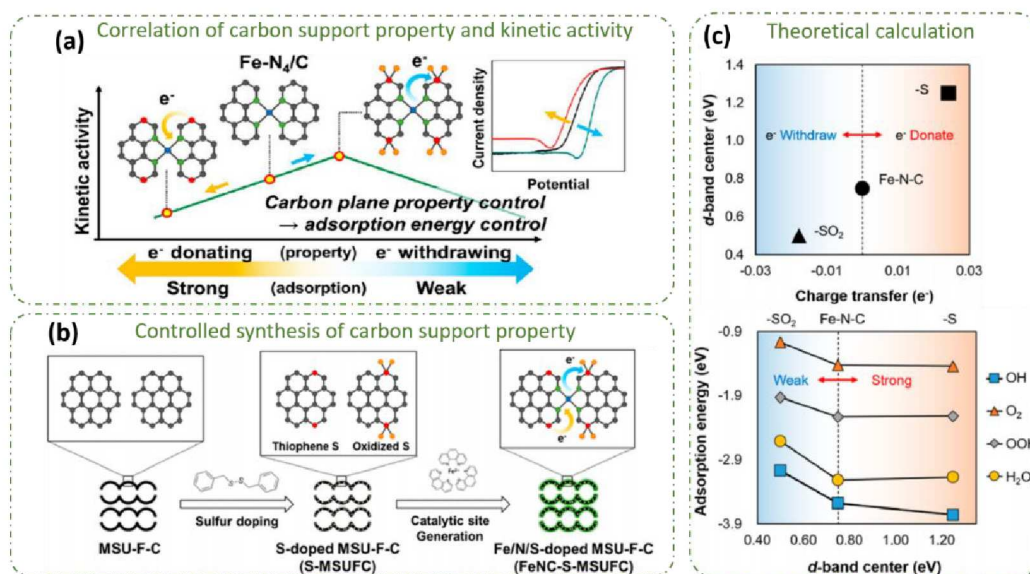 (a)
Correlation of carbon support property and kinetic activity
Fe-N4/C
e-
e-
Kinetic activity
Current density
Potential
Carbon plane property control
→ adsorption energy control
e- donating (property) e- withdrawing
Strong (adsorption) Weak
(b)
Controlled synthesis of carbon support property
Thiophene S Oxidized S
e-
e-
Sulfur doping
Catalytic site
Generation
MSU-F-C
S-doped MSU-F-C
(S-MSUFC)
Fe/N/S-doped MSU-F-C
(FeNC-S-MSUFC)
(c)
Theoretical calculation
d-band center (eV)
1.4
1.2
1.0
0.8
0.6
0.4
-S
e- Withdraw e- Donate
Fe-N-C
-SO2
-0.03 -0.01 0.01 0.03
Charge transfer (e-)
-SO2 Fe-N-C -S
Adsorption energy (eV)
-0.9
-1.9
-2.9
-3.9
Weak Strong
OH
O2
OOH
H2O
0.40 0.60 0.80 1.00 1.20
d-band center (eV)